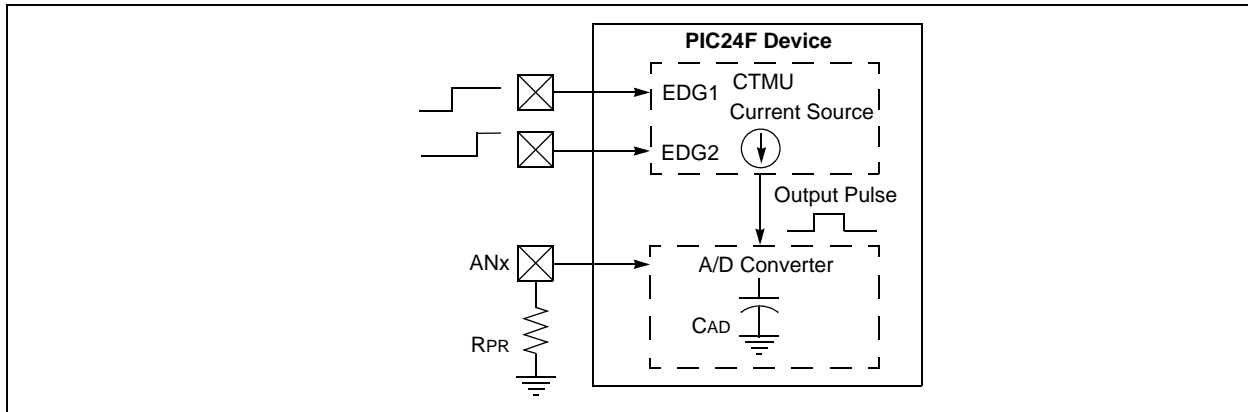 PIC24F Device
CTMU
EDG1
Current Source
EDG2
Output Pulse
ANx
A/D Converter
CAD
RPR